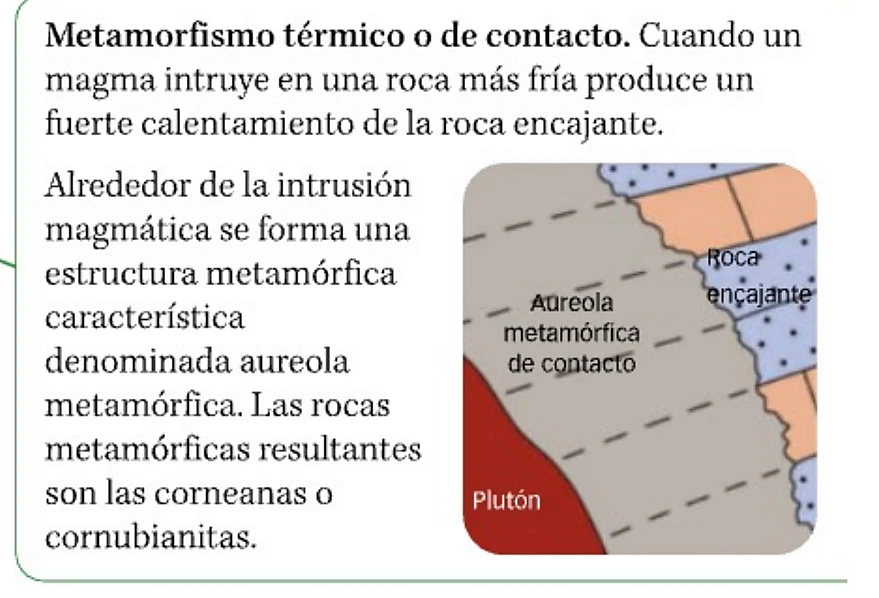 Metamorfismo térmico o de contacto. Cuando un
magma intruye en una roca más fría produce un
fuerte calentamiento de la roca encajante.
Alrededor de la intrusión
magmática se forma una
estructura metamórfica
característica
denominada aureola
metamórfica. Las rocas
metamórficas resultantes
son las corneanas o
cornubianitas.
Roca
encajante
Aureola
metamórfica
de contacto
Plutón